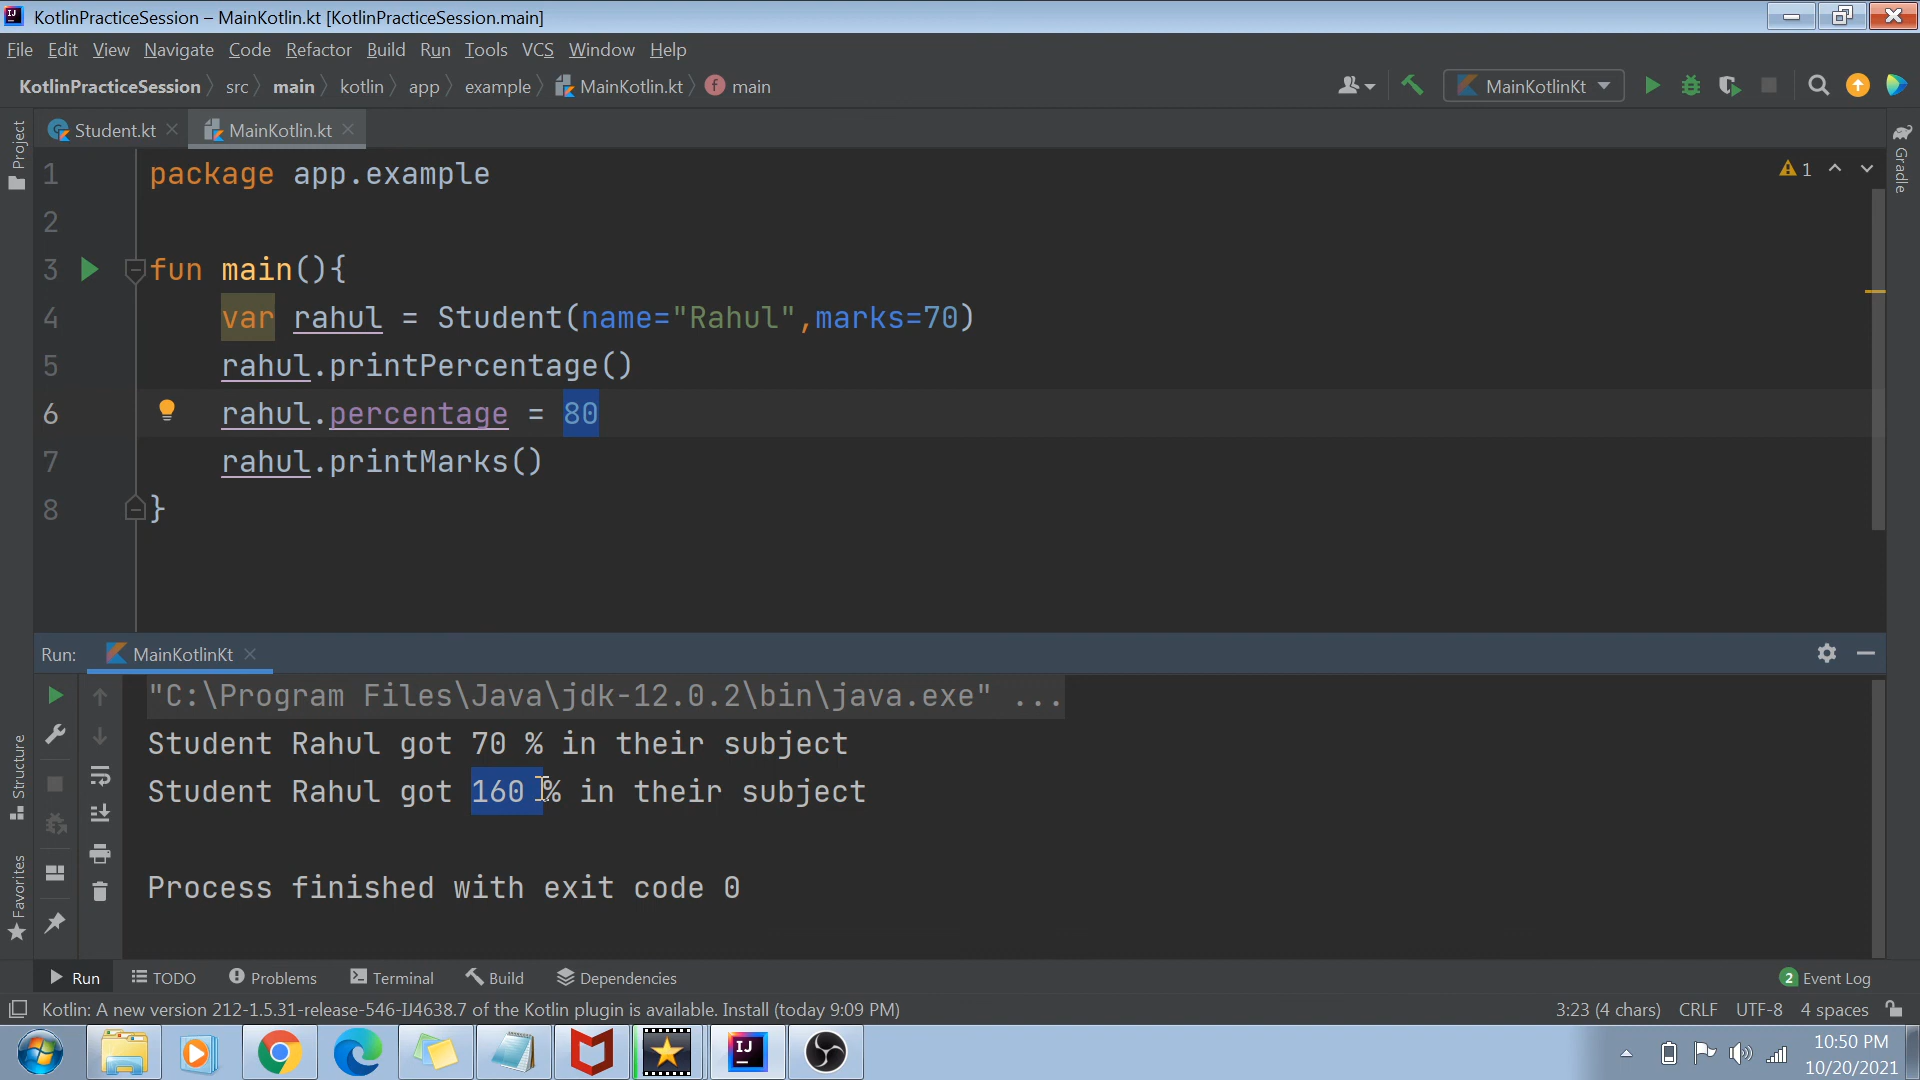 KotlinPracticeSession – MainKotlin.kt [KotlinPracticeSession.main]
File Edit View Navigate Code Refactor Build Run Tools VCS Window Help
KotlinPracticeSession src main kotlin app example MainKotlin.kt main MainKotlinKt
Student.kt MainKotlin.kt
Project
Gradle
1 package app.example
1
2
3 fun main(){
4 var rahul = Student(name="Rahul",marks=70)
5 rahul.printPercentage()
6 rahul.percentage = 80
7 rahul.printMarks()
8 }
Run: MainKotlinKt
"C:\Program Files\Java\jdk-12.0.2\bin\java.exe" ...
Student Rahul got 70 % in their subject
Student Rahul got 160 % in their subject
Process finished with exit code 0
Structure
Favorites
Run TODO Problems Terminal Build Dependencies 2 Event Log
Kotlin: A new version 212-1.5.31-release-546-IJ4638.7 of the Kotlin plugin is available. Install (today 9:09 PM) 3:23 (4 chars) CRLF UTF-8 4 spaces
10:50 PM
10/20/2021